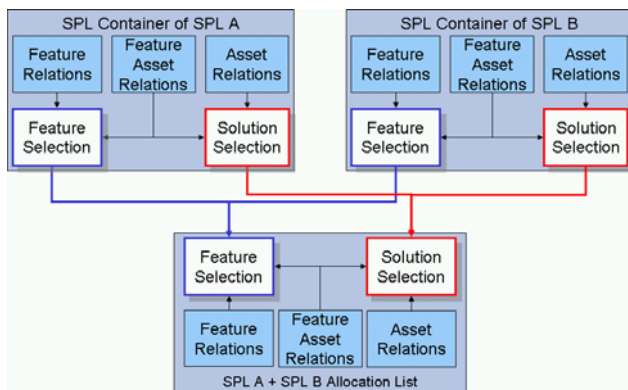 SPL Container of SPL A
Feature
Relations
Feature
Asset
Relations
Asset
Relations
Feature
Selection
Solution
Selection
SPL Container of SPL B
Feature
Relations
Feature
Asset
Relations
Asset
Relations
Feature
Selection
Solution
Selection
Feature
Selection
Solution
Selection
Feature
Relations
Feature
Asset
Relations
Asset
Relations
SPL A + SPL B Allocation List